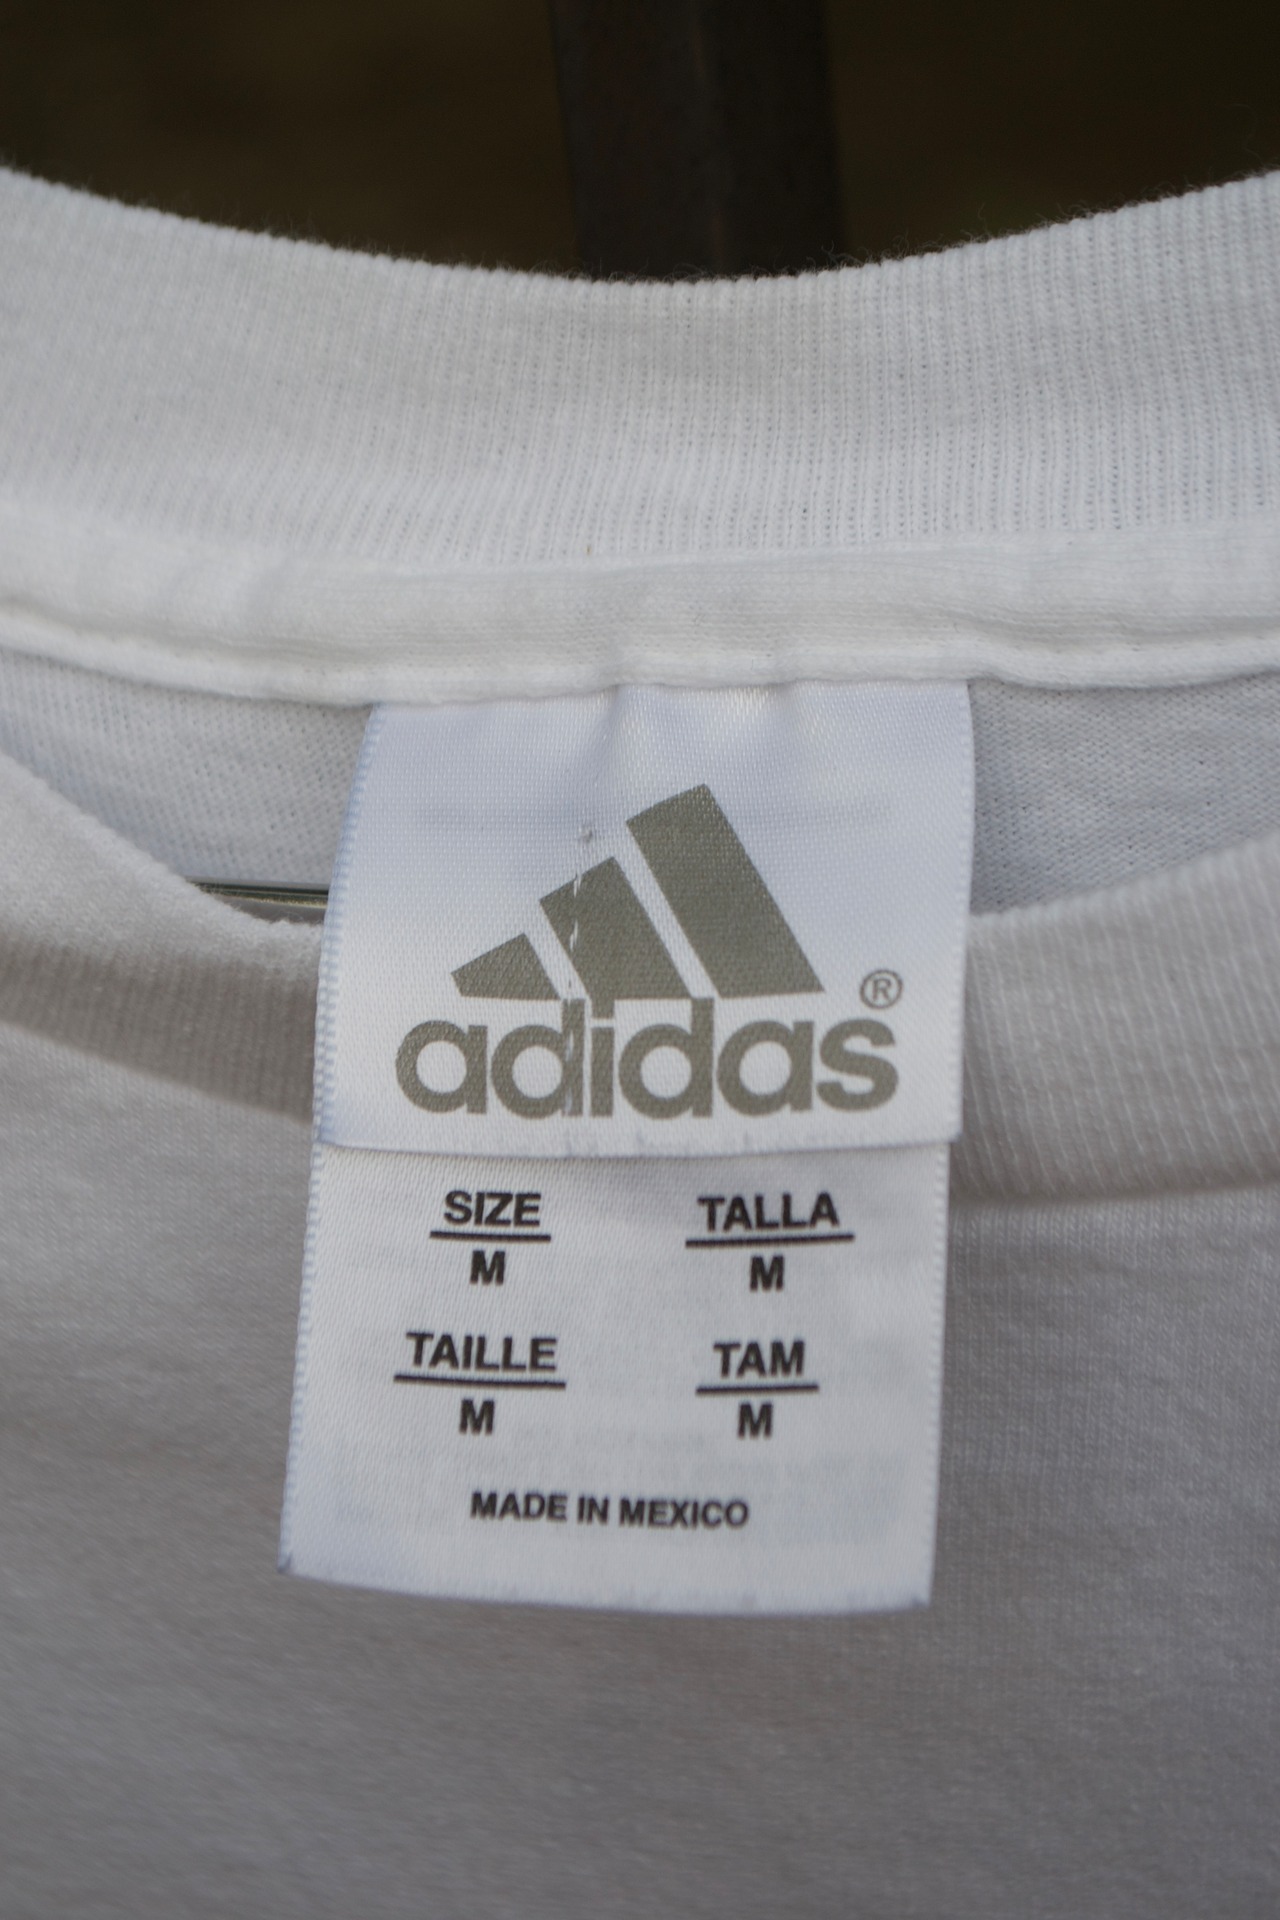 adidas®
SIZE TALLA
M M
TAILLE TAM
M M
MADE IN MEXICO